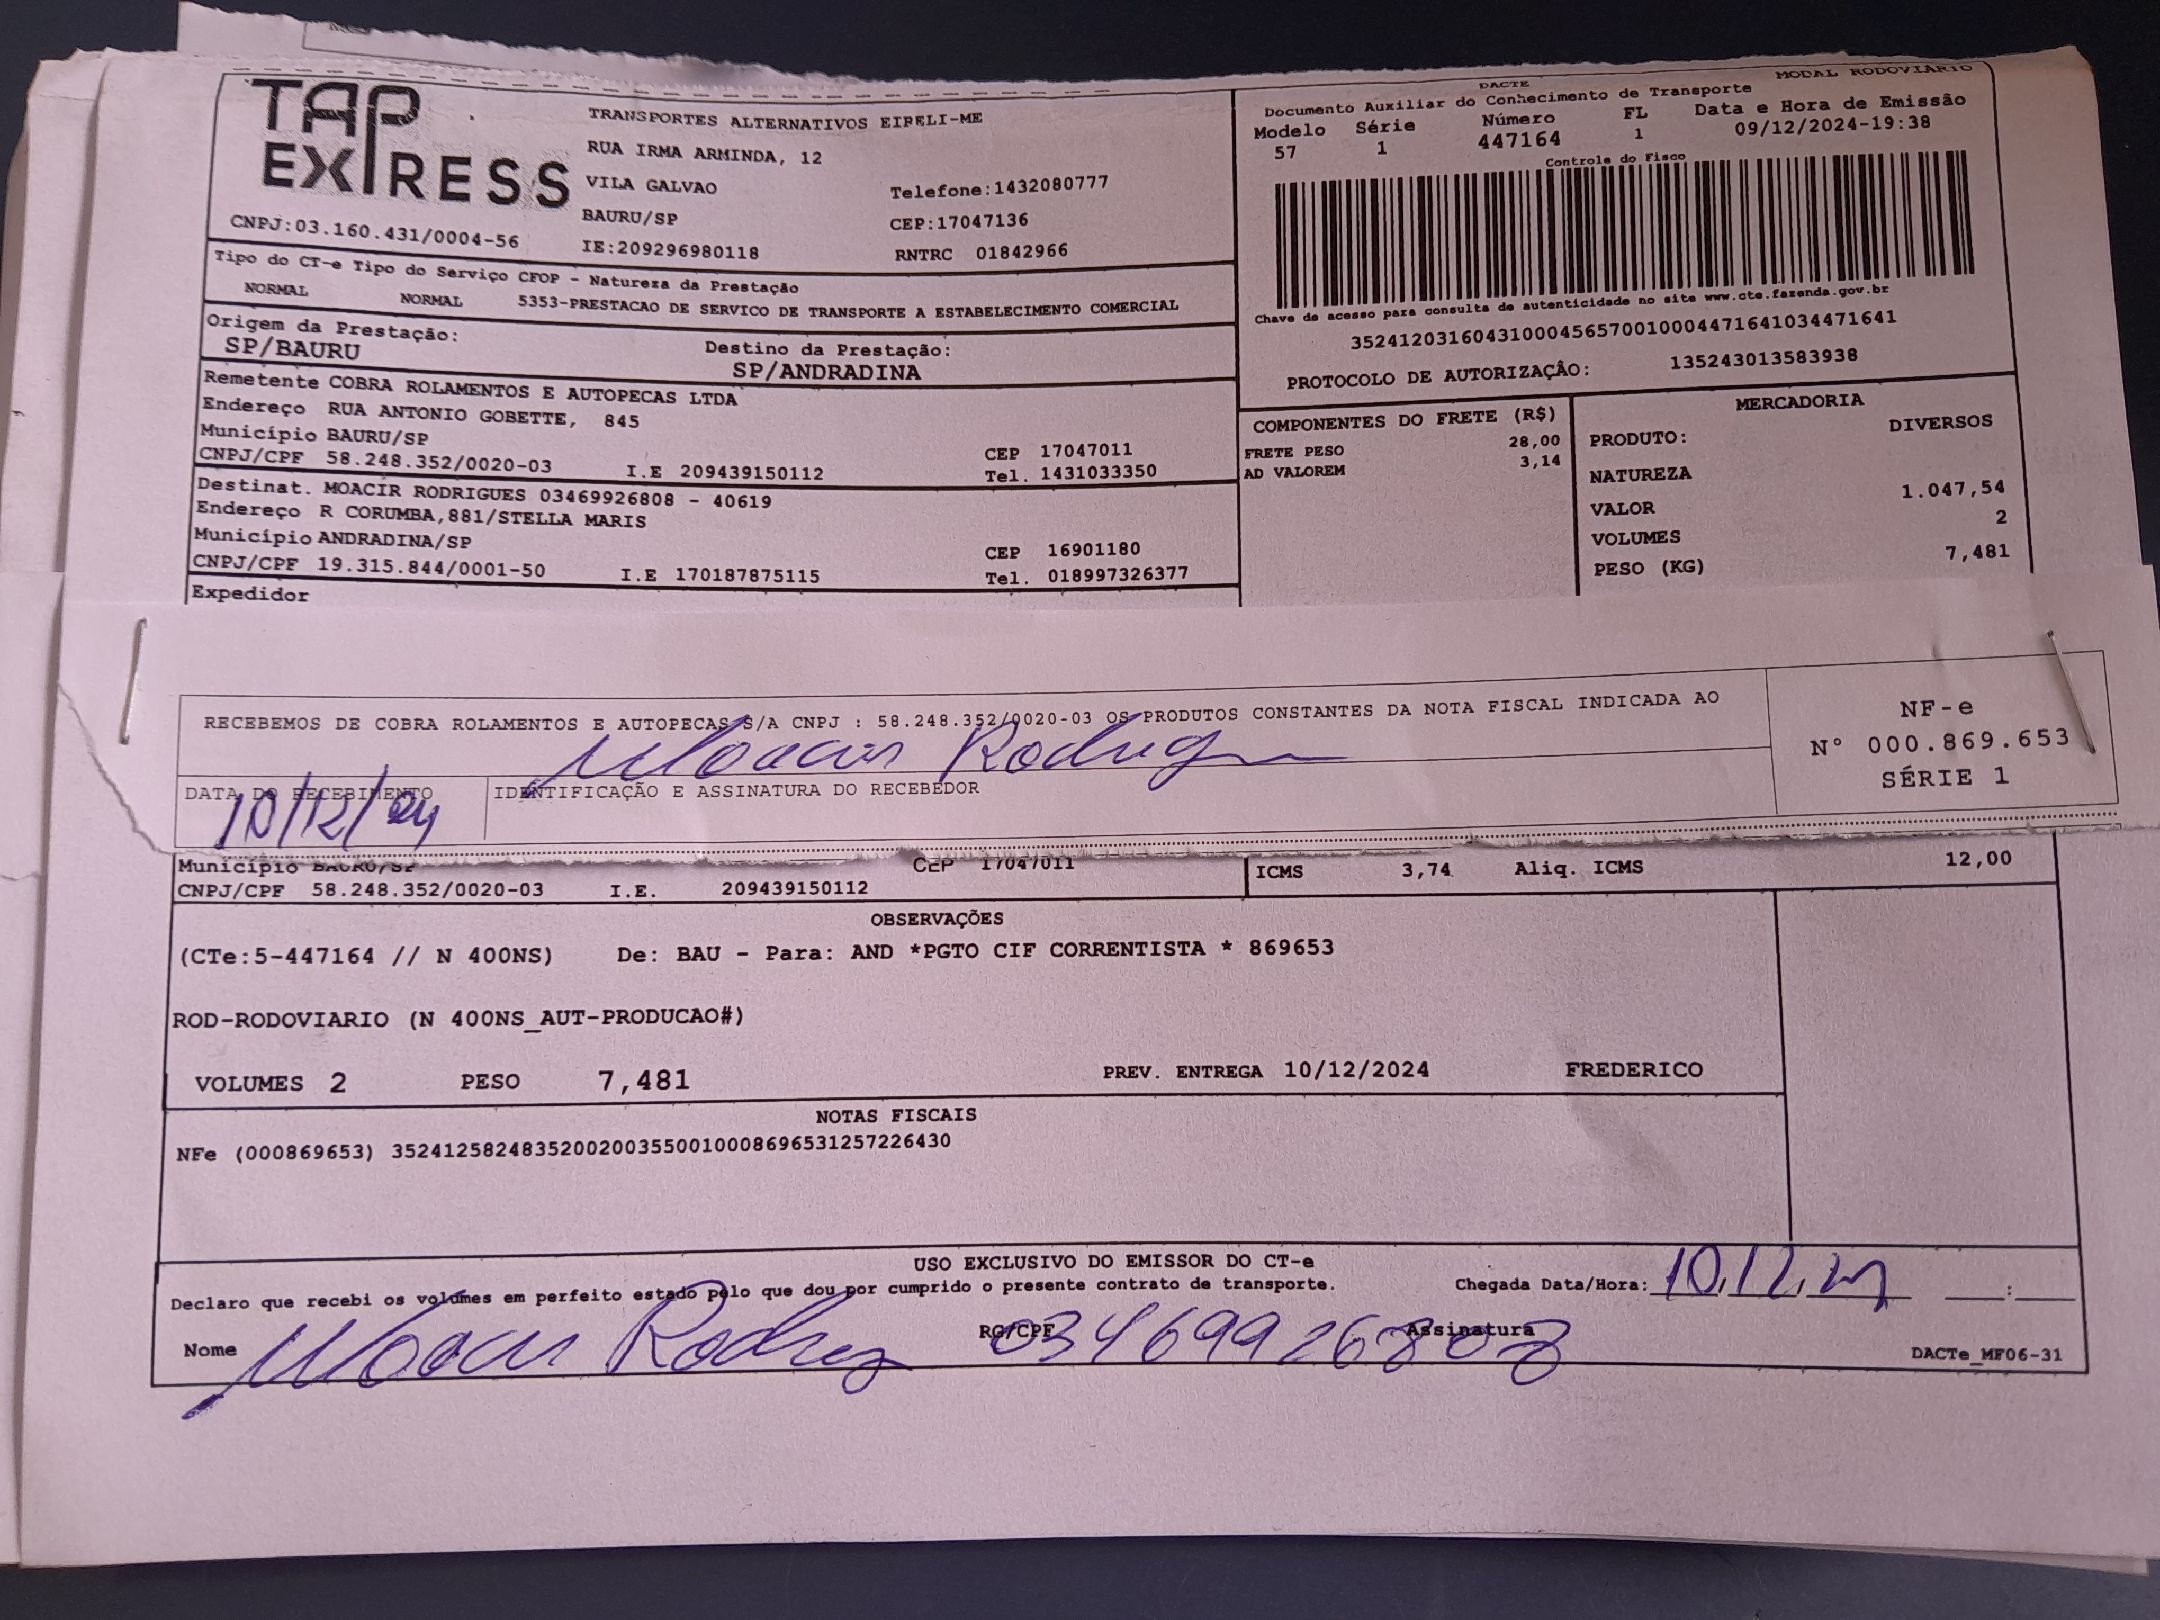 TAP
EXPRESS
CNPJ:03.160.431/0004-56
TRANSPORTES ALTERNATIVOS EIRELI-ME
RUA IRMA ARMINDA, 12
VILA GALVAO
Telefone:1432080777
BAURU/SP
CEP:17047136
IE:209296980118
RNTRC 01842966
DACTE
MODAL RODOVIARIO
Documento Auxiliar do Conhecimento de Transporte
Modelo Série Número FL Data e Hora de Emissão
57 1 447164 1 09/12/2024-19:38
Controle do Fisco
Chave de acesso para consulta de autenticidade no site www.cte.fazenda.gov.br
35241203160431000456570010004471641034471641
PROTOCOLO DE AUTORIZAÇÂO: 135243013583938
Tipo do CT-e Tipo do Serviço CFOP - Natureza da Prestação
NORMAL NORMAL 5353-PRESTACAO DE SERVICO DE TRANSPORTE A ESTABELECIMENTO COMERCIAL
Origem da Prestação:
SP/BAURU
Destino da Prestação:
SP/ANDRADINA
Remetente COBRA ROLAMENTOS E AUTOPECAS LTDA
Endereço RUA ANTONIO GOBETTE, 845
Município BAURU/SP CEP 17047011
CNPJ/CPF 58.248.352/0020-03 I.E 209439150112 Tel. 1431033350
Destinat. MOACIR RODRIGUES 03469926808 - 40619
Endereço R CORUMBA,881/STELLA MARIS
Município ANDRADINA/SP CEP 16901180
CNPJ/CPF 19.315.844/0001-50 I.E 170187875115 Tel. 018997326377
Expedidor
COMPONENTES DO FRETE (R$)
FRETE PESO 28,00
AD VALOREM 3,14
MERCADORIA
PRODUTO: DIVERSOS
NATUREZA
VALOR 1.047,54
VOLUMES 2
PESO (KG) 7,481
RECEBEMOS DE COBRA ROLAMENTOS E AUTOPECAS S/A CNPJ : 58.248.352/0020-03 OS PRODUTOS CONSTANTES DA NOTA FISCAL INDICADA AO
Moacir Rodrigues
DATA DO RECEBIMENTO
10/12/24
IDENTIFICAÇÃO E ASSINATURA DO RECEBEDOR
NF-e
N° 000.869.653
SÉRIE 1
Município BAURU/SP CEP 17047011
CNPJ/CPF 58.248.352/0020-03 I.E. 209439150112
ICMS 3,74 Aliq. ICMS 12,00
OBSERVAÇÕES
(CTe:5-447164 // N 400NS) De: BAU - Para: AND *PGTO CIF CORRENTISTA * 869653
ROD-RODOVIARIO (N 400NS_AUT-PRODUCAO#)
VOLUMES 2 PESO 7,481 PREV. ENTREGA 10/12/2024 FREDERICO
NOTAS FISCAIS
NFe (000869653) 35241258248352002003550010008696531257226430
USO EXCLUSIVO DO EMISSOR DO CT-e
Declaro que recebi os volumes em perfeito estado pelo que dou por cumprido o presente contrato de transporte.
Chegada Data/Hora: 10,12,24 :
Nome Moacir Rodrigues RG/CPF 03469926808 Assinatura
DACTe_MF06-31